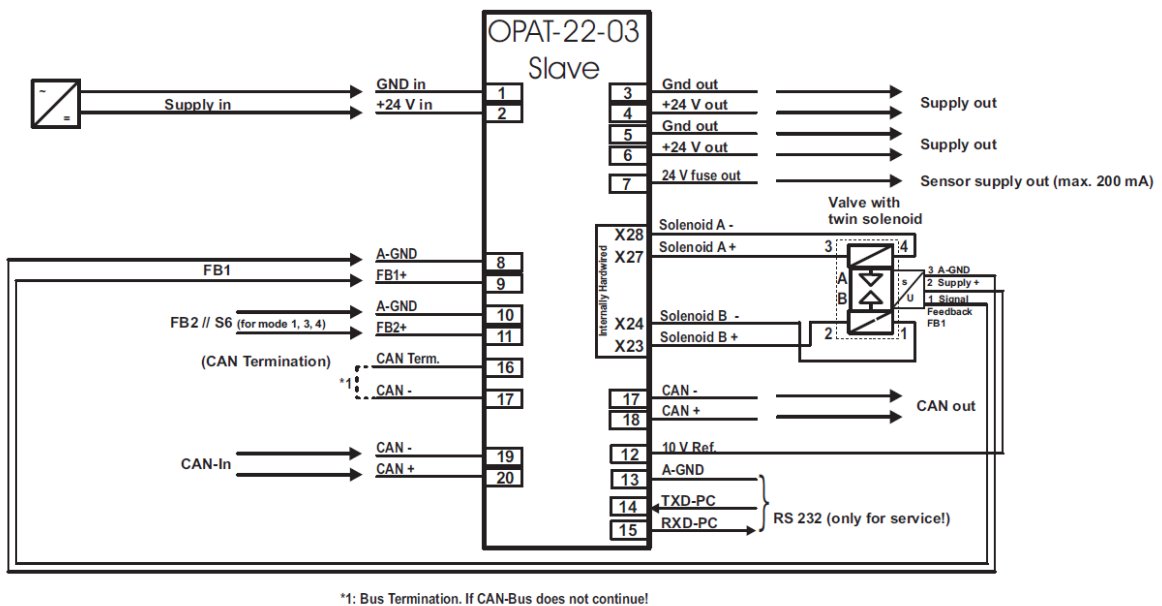 OPAT-22-03
Slave
~
=
Supply in
GND in
+24 V in
1
2
3
4
5
6
7
Gnd out
+24 V out
Gnd out
+24 V out
24 V fuse out
Supply out
Supply out
Sensor supply out (max. 200 mA)
Valve with
twin solenoid
Internally Hardwired
X28
X27
X24
X23
Solenoid A -
Solenoid A +
Solenoid B -
Solenoid B +
3
4
A
B
2
1
s
U
3 A-GND
2 Supply +
1 Signal
Feedback
FB1
FB1
A-GND
FB1+
8
9
FB2 // S6 (for mode 1, 3, 4)
A-GND
FB2+
10
11
(CAN Termination)
*1
CAN Term.
CAN -
16
17
CAN-In
CAN -
CAN +
19
20
17
18
CAN -
CAN +
CAN out
12
13
14
15
10 V Ref.
A-GND
TXD-PC
RXD-PC
RS 232 (only for service!)
*1: Bus Termination. If CAN-Bus does not continue!